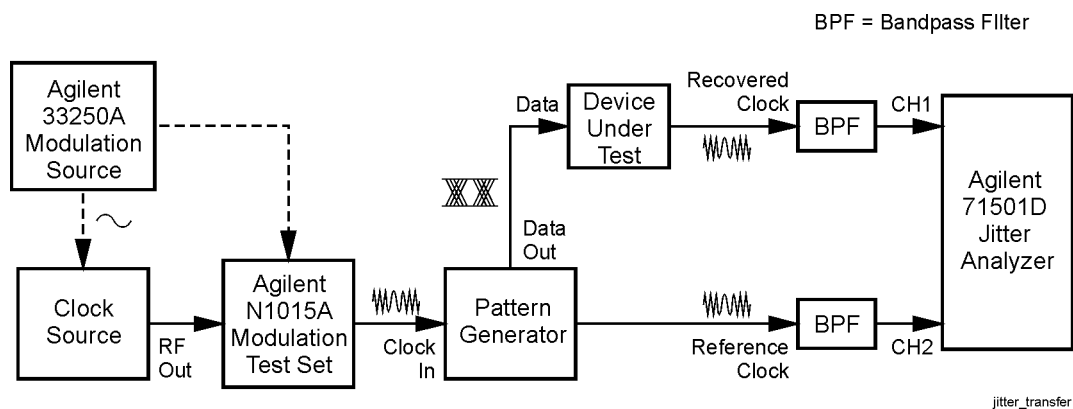 BPF = Bandpass FIlter
Agilent
33250A
Modulation
Source
Data
Device
Under
Test
Recovered
Clock
BPF
CH1
Agilent
71501D
Jitter
Analyzer
Data
Out
Clock
Source
RF
Out
Agilent
N1015A
Modulation
Test Set
Clock
In
Pattern
Generator
Reference
Clock
BPF
CH2
jitter_transfer